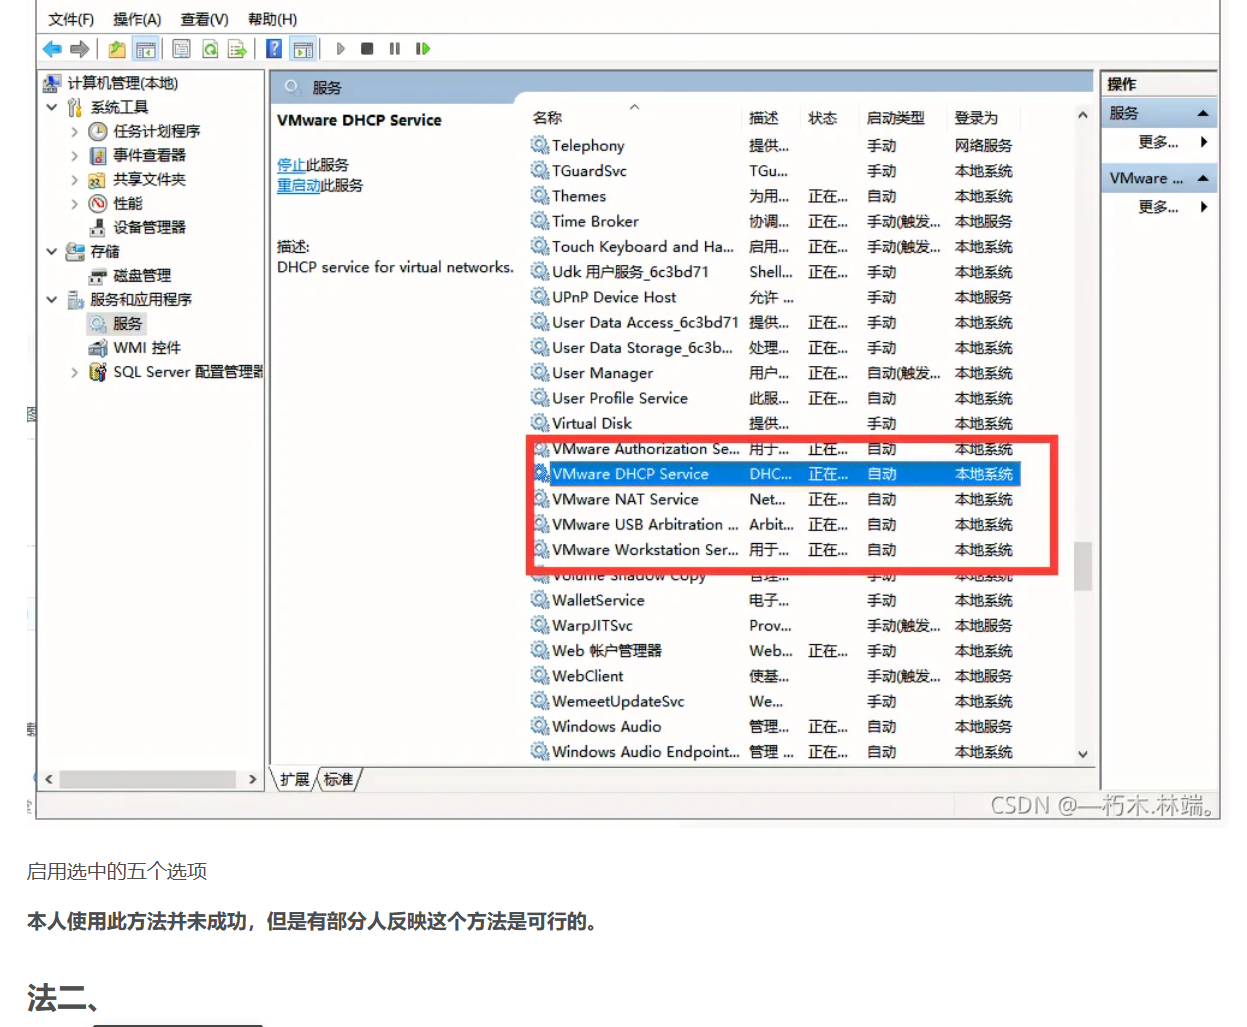 文件(F) 操作(A) 查看(V) 帮助(H)
计算机管理(本地)
系统工具
任务计划程序
事件查看器
共享文件夹
性能
设备管理器
存储
磁盘管理
服务和应用程序
服务
WMI 控件
SQL Server 配置管理器
服务
VMware DHCP Service
停止此服务
重启动此服务
描述:
DHCP service for virtual networks.
名称 描述 状态 启动类型 登录为
Telephony 提供... 手动 网络服务
TGuardSvc TGu... 手动 本地系统
Themes 为用... 正在... 自动 本地系统
Time Broker 协调... 正在... 手动(触发... 本地服务
Touch Keyboard and Ha... 启用... 正在... 手动(触发... 本地系统
Udk 用户服务_6c3bd71 Shell... 正在... 手动 本地系统
UPnP Device Host 允许 ... 手动 本地服务
User Data Access_6c3bd71 提供... 正在... 手动 本地系统
User Data Storage_6c3b... 处理... 正在... 手动 本地系统
User Manager 用户... 正在... 自动(触发... 本地系统
User Profile Service 此服... 正在... 自动 本地系统
Virtual Disk 提供... 手动 本地系统
VMware Authorization Se... 用于... 正在... 自动 本地系统
VMware DHCP Service DHC... 正在... 自动 本地系统
VMware NAT Service Net... 正在... 自动 本地系统
VMware USB Arbitration ... Arbit... 正在... 自动 本地系统
VMware Workstation Ser... 用于... 正在... 自动 本地系统
Volume Shadow Copy 管理... 手动 本地系统
WalletService 电子... 手动 本地系统
WarpJITSvc Prov... 手动(触发... 本地服务
Web 帐户管理器 Web... 正在... 手动 本地系统
WebClient 使基... 手动(触发... 本地服务
WemeetUpdateSvc We... 手动 本地系统
Windows Audio 管理... 正在... 自动 本地服务
Windows Audio Endpoint... 管理 ... 正在... 自动 本地系统
扩展 标准
操作
服务
更多...
VMware ...
更多...
CSDN @—朽木.林端。
启用选中的五个选项
本人使用此方法并未成功，但是有部分人反映这个方法是可行的。
法二、